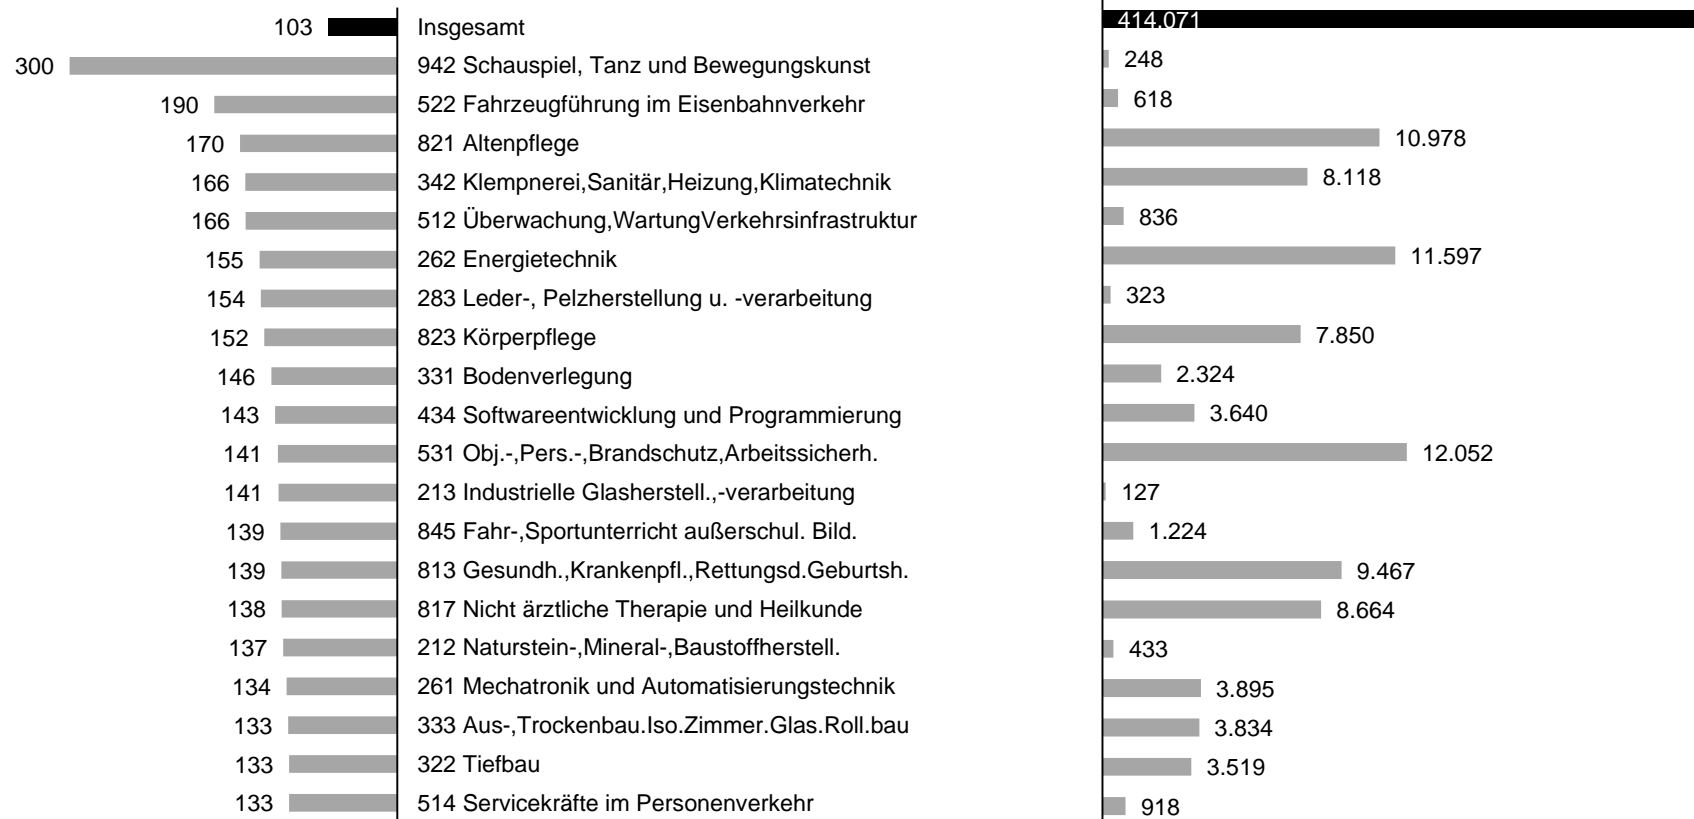 103 Insgesamt 414.071
300 942 Schauspiel, Tanz und Bewegungskunst 248
190 522 Fahrzeugführung im Eisenbahnverkehr 618
170 821 Altenpflege 10.978
166 342 Klempnerei,Sanitär,Heizung,Klimatechnik 8.118
166 512 Überwachung,WartungVerkehrsinfrastruktur 836
155 262 Energietechnik 11.597
154 283 Leder-, Pelzherstellung u. -verarbeitung 323
152 823 Körperpflege 7.850
146 331 Bodenverlegung 2.324
143 434 Softwareentwicklung und Programmierung 3.640
141 531 Obj.-,Pers.-,Brandschutz,Arbeitssicherh. 12.052
141 213 Industrielle Glasherstell.,-verarbeitung 127
139 845 Fahr-,Sportunterricht außerschul. Bild. 1.224
139 813 Gesundh.,Krankenpfl.,Rettungsd.Geburtsh. 9.467
138 817 Nicht ärztliche Therapie und Heilkunde 8.664
137 212 Naturstein-,Mineral-,Baustoffherstell. 433
134 261 Mechatronik und Automatisierungstechnik 3.895
133 333 Aus-,Trockenbau.Iso.Zimmer.Glas.Roll.bau 3.834
133 322 Tiefbau 3.519
133 514 Servicekräfte im Personenverkehr 918